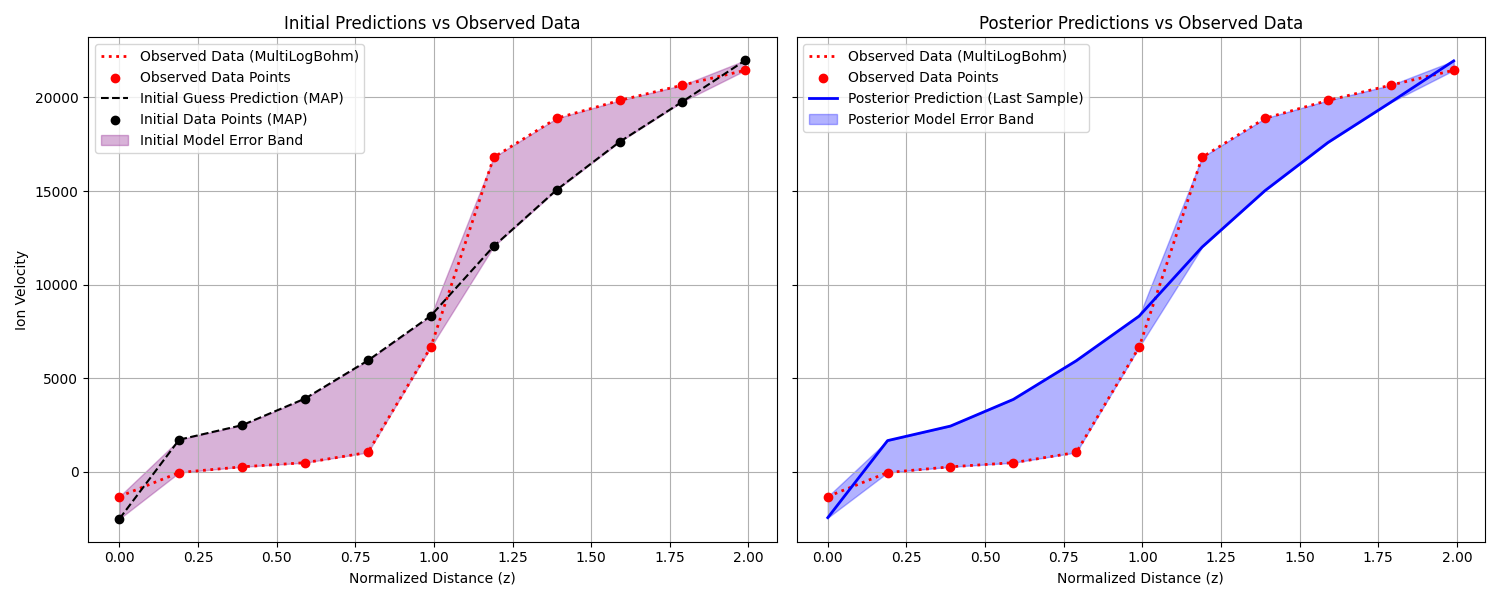 Initial Predictions vs Observed Data
Observed Data (MultiLogBohm)
Observed Data Points
Initial Guess Prediction (MAP)
Initial Data Points (MAP)
Initial Model Error Band
20000
15000
10000
5000
0
Ion Velocity
0.00 0.25 0.50 0.75 1.00 1.25 1.50 1.75 2.00
Normalized Distance (z)
Posterior Predictions vs Observed Data
Observed Data (MultiLogBohm)
Observed Data Points
Posterior Prediction (Last Sample)
Posterior Model Error Band
0.00 0.25 0.50 0.75 1.00 1.25 1.50 1.75 2.00
Normalized Distance (z)